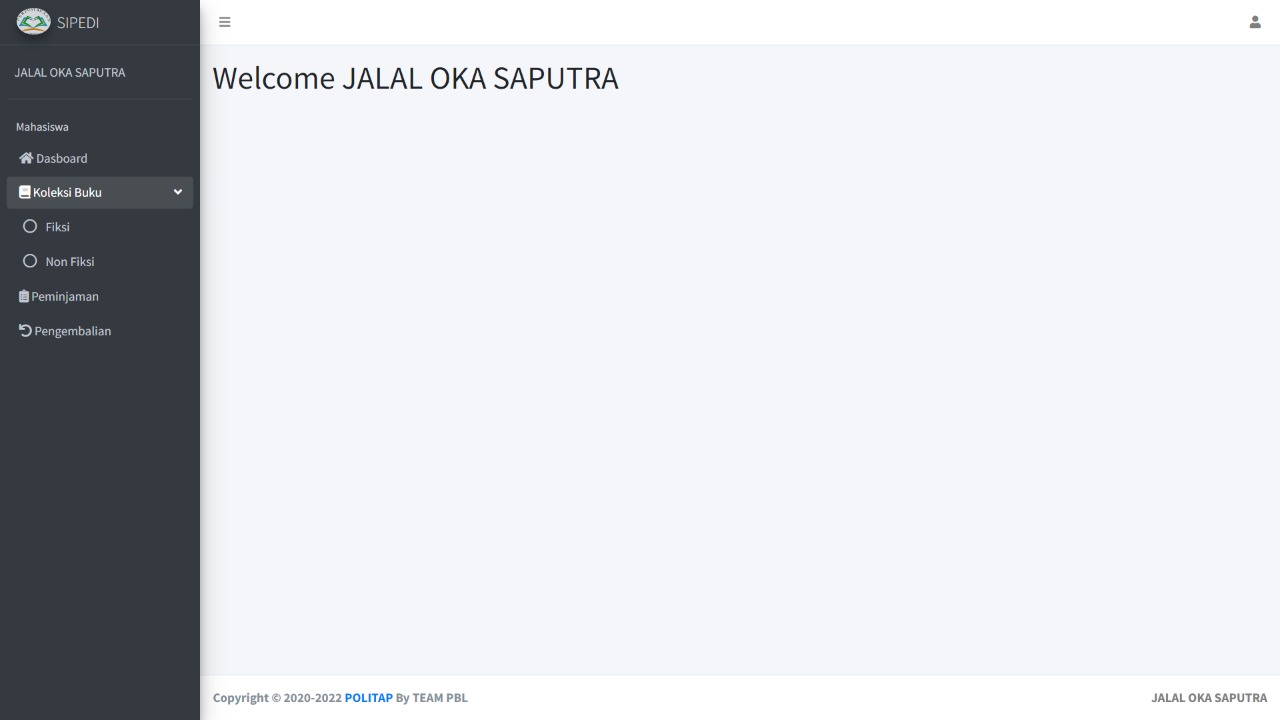 SIPEDI
JALAL OKA SAPUTRA
Mahasiswa
Dasboard
Koleksi Buku
Fiksi
Non Fiksi
Peminjaman
Pengembalian
Welcome JALAL OKA SAPUTRA
Copyright © 2020-2022 POLITAP By TEAM PBL
JALAL OKA SAPUTRA